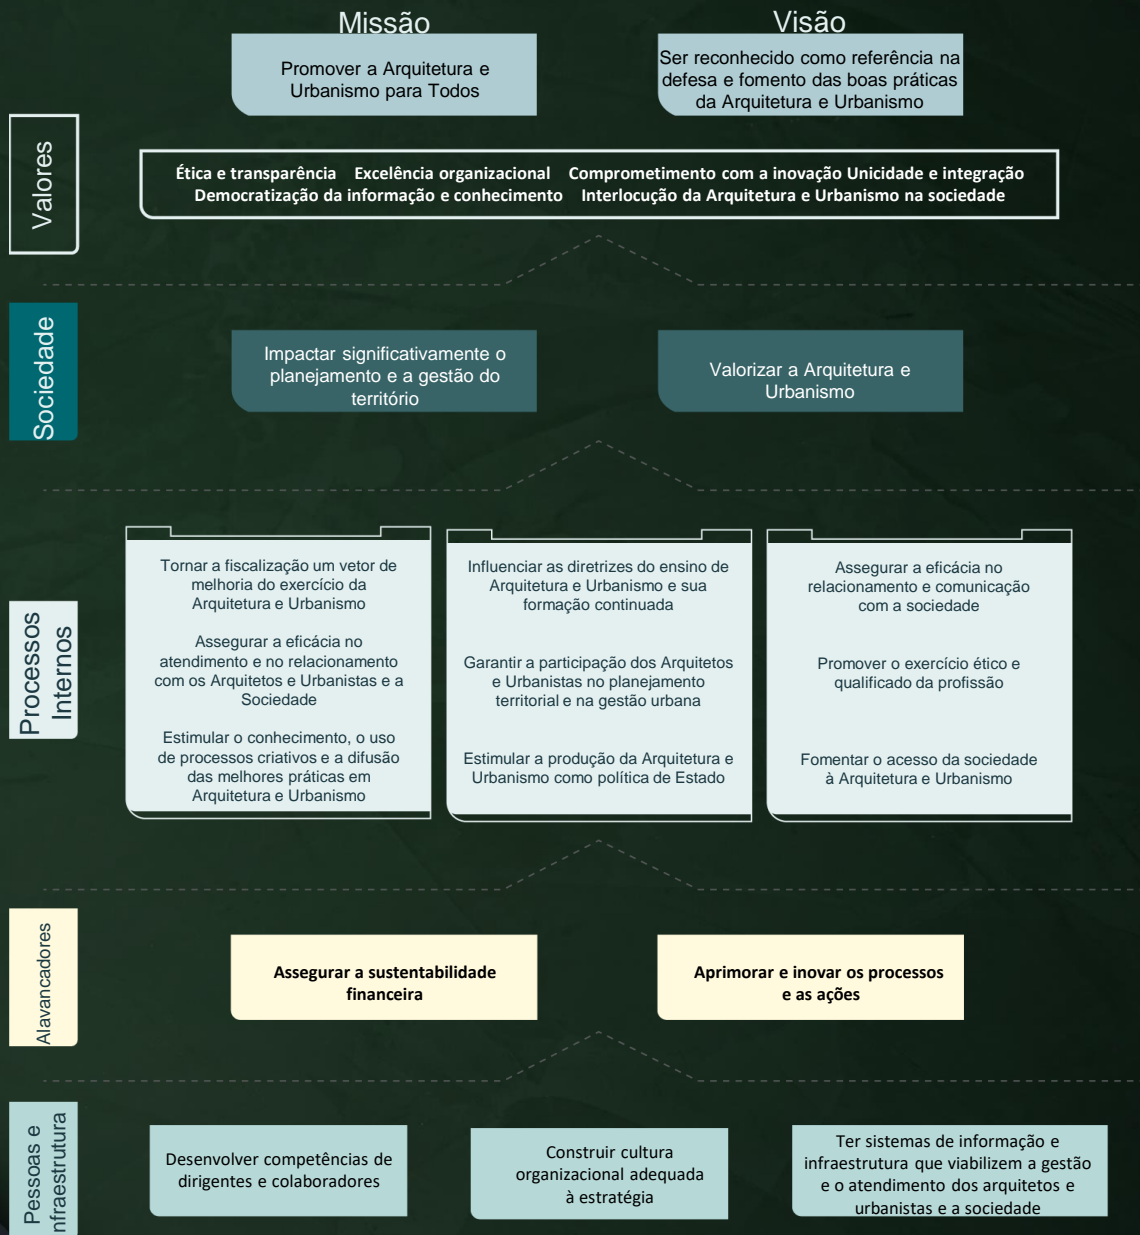 Missão
Promover a Arquitetura e
Urbanismo para Todos
Visão
Ser reconhecido como referência na
defesa e fomento das boas práticas
da Arquitetura e Urbanismo
Valores
Ética e transparência Excelência organizacional Comprometimento com a inovação Unicidade e integração
Democratização da informação e conhecimento Interlocução da Arquitetura e Urbanismo na sociedade
Sociedade
Impactar significativamente o
planejamento e a gestão do
território
Valorizar a Arquitetura e
Urbanismo
Processos
Internos
Tornar a fiscalização um vetor de
melhoria do exercício da
Arquitetura e Urbanismo
Assegurar a eficácia no
atendimento e no relacionamento
com os Arquitetos e Urbanistas e a
Sociedade
Estimular o conhecimento, o uso
de processos criativos e a difusão
das melhores práticas em
Arquitetura e Urbanismo
Influenciar as diretrizes do ensino de
Arquitetura e Urbanismo e sua
formação continuada
Garantir a participação dos Arquitetos
e Urbanistas no planejamento
territorial e na gestão urbana
Estimular a produção da Arquitetura e
Urbanismo como política de Estado
Assegurar a eficácia no
relacionamento e comunicação
com a sociedade
Promover o exercício ético e
qualificado da profissão
Fomentar o acesso da sociedade
à Arquitetura e Urbanismo
Alavancadores
Assegurar a sustentabilidade
financeira
Aprimorar e inovar os processos
e as ações
Pessoas e
nfraestrutura
Desenvolver competências de
dirigentes e colaboradores
Construir cultura
organizacional adequada
à estratégia
Ter sistemas de informação e
infraestrutura que viabilizem a gestão
e o atendimento dos arquitetos e
urbanistas e a sociedade